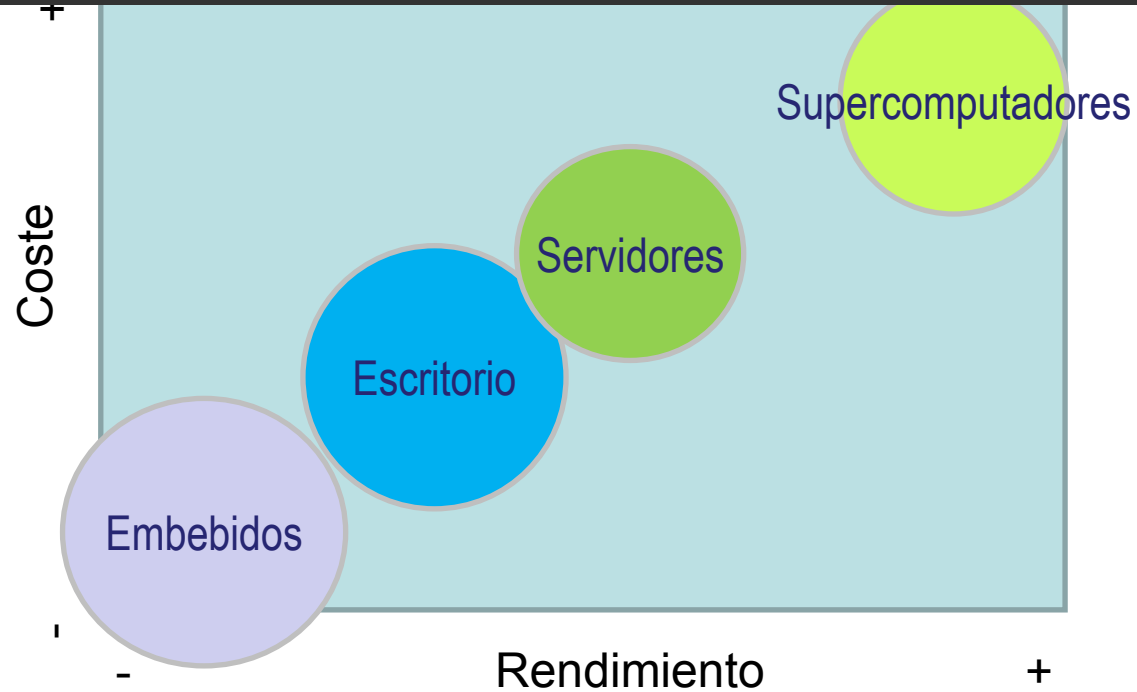 +
Supercomputadores
Coste
Servidores
Escritorio
Embebidos
-
-
Rendimiento
+